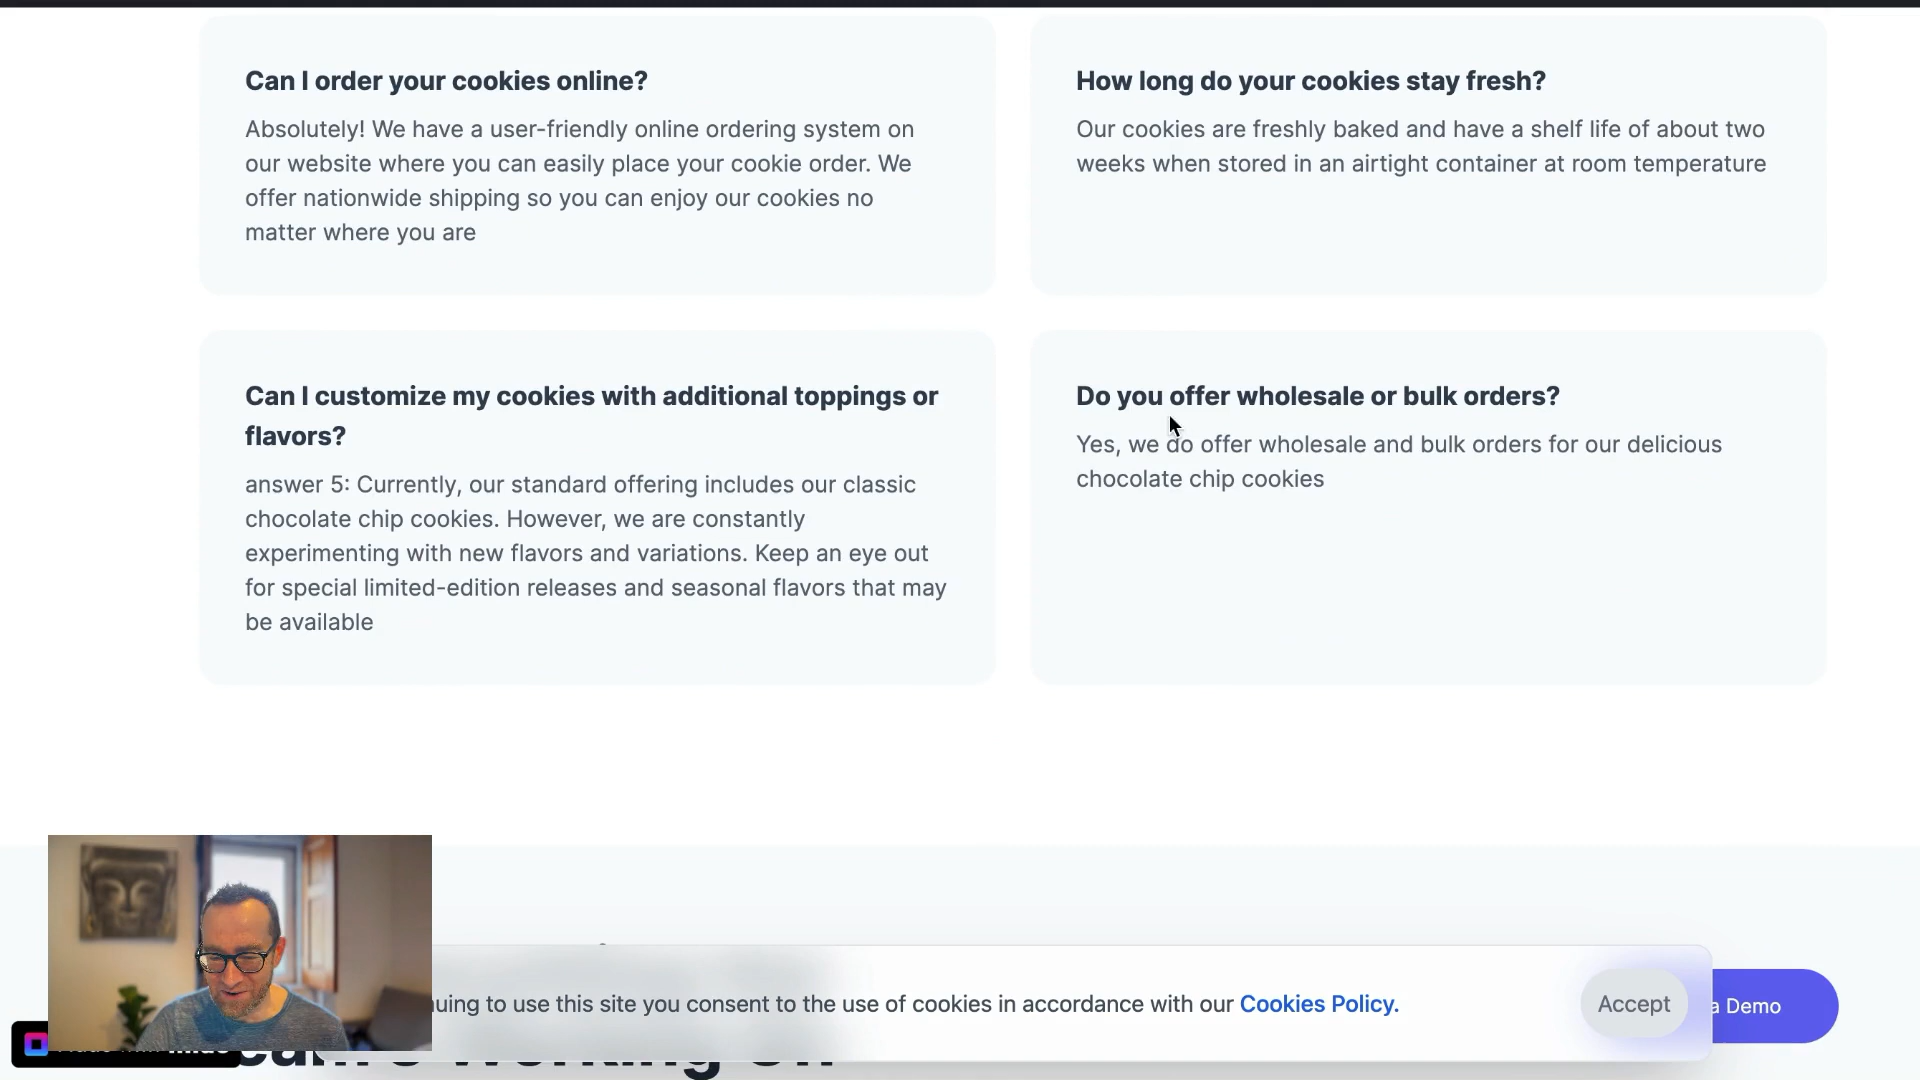 Can I order your cookies online?
Absolutely! We have a user-friendly online ordering system on
our website where you can easily place your cookie order. We
offer nationwide shipping so you can enjoy our cookies no
matter where you are
How long do your cookies stay fresh?
Our cookies are freshly baked and have a shelf life of about two
weeks when stored in an airtight container at room temperature
Can I customize my cookies with additional toppings or
flavors?
answer 5: Currently, our standard offering includes our classic
chocolate chip cookies. However, we are constantly
experimenting with new flavors and variations. Keep an eye out
for special limited-edition releases and seasonal flavors that may
be available
Do you offer wholesale or bulk orders?
Yes, we do offer wholesale and bulk orders for our delicious
chocolate chip cookies
to use this site you consent to the use of cookies in accordance with our Cookies Policy.
Accept
a Demo